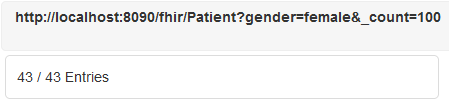 http://localhost:8090/fhir/Patient?gender=female&_count=100
43 / 43 Entries